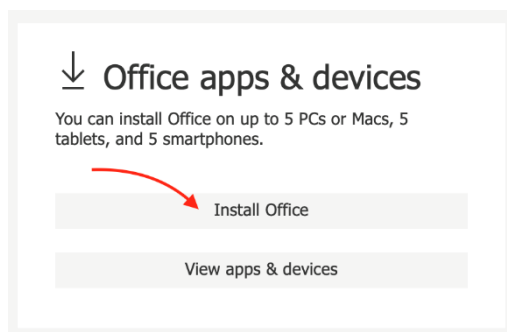 Office apps & devices
You can install Office on up to 5 PCs or Macs, 5
tablets, and 5 smartphones.
Install Office
View apps & devices